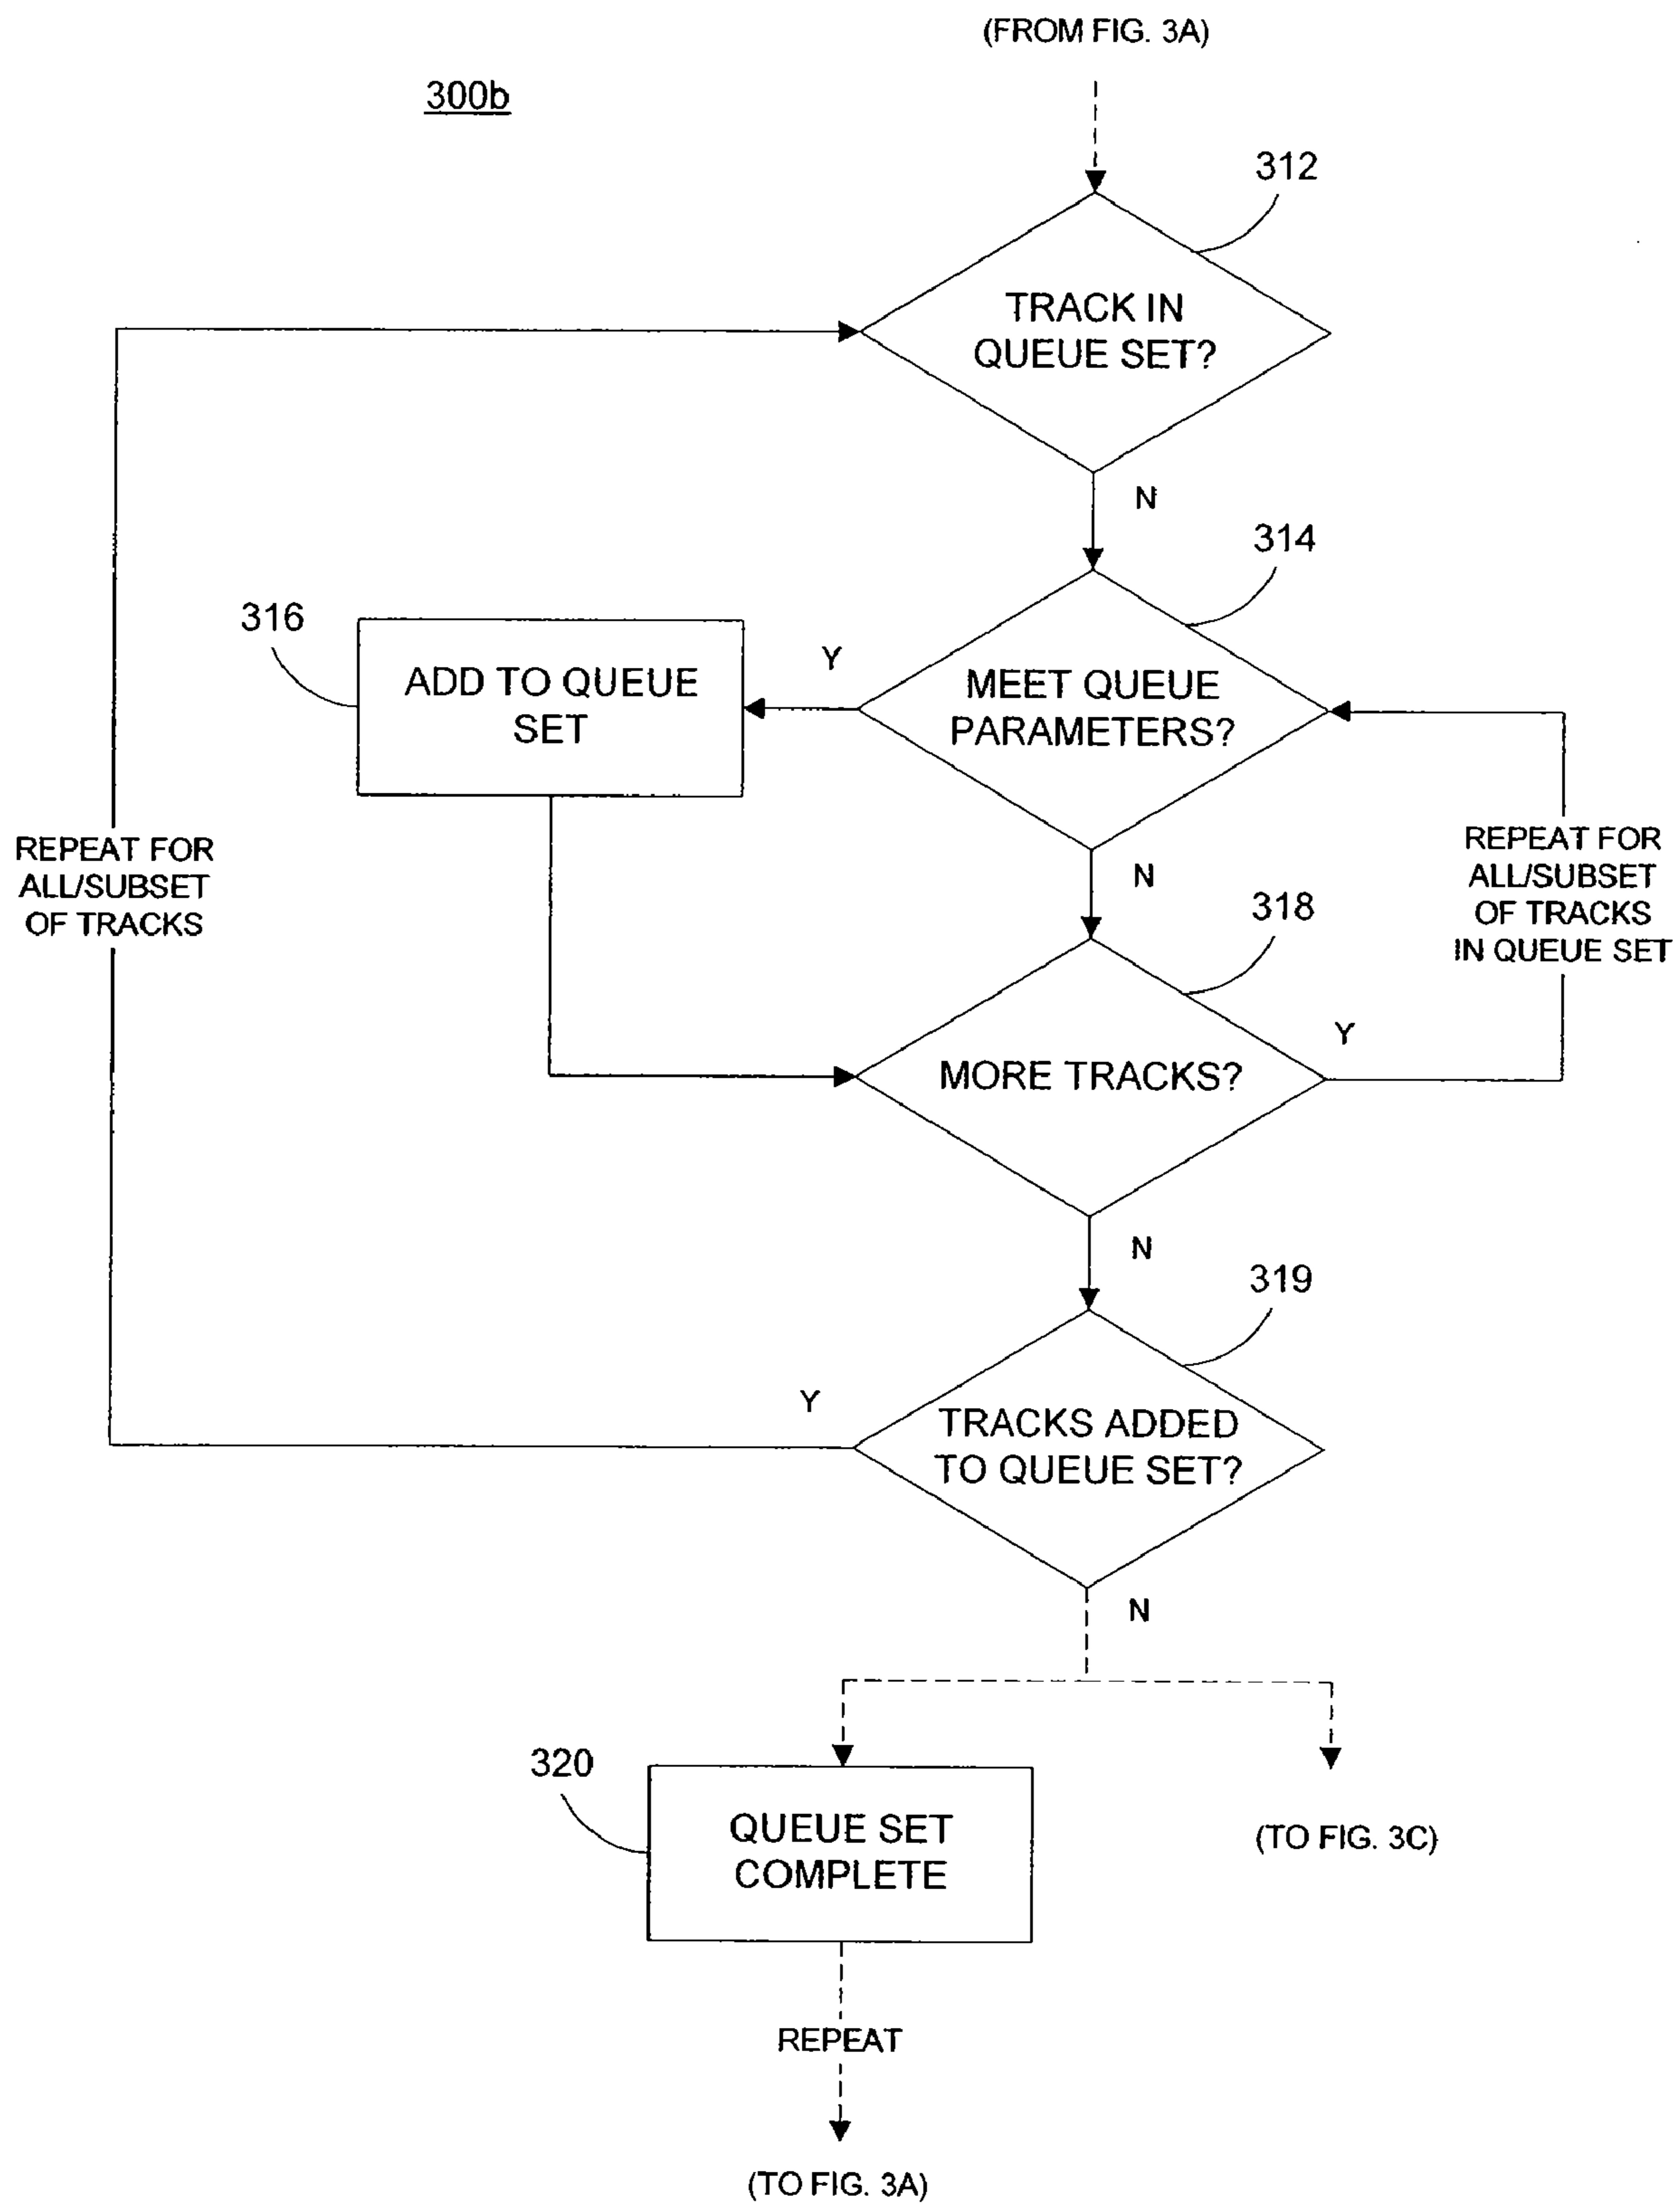 (FROM FIG. 3A)
300b
312
TRACK IN
QUEUE SET?
N
314
316
Y
ADD TO QUEUE
SET
MEET QUEUE
PARAMETERS?
REPEAT FOR
ALL/SUBSET
OF TRACKS
N
REPEAT FOR
ALL/SUBSET
OF TRACKS
IN QUEUE SET
318
Y
MORE TRACKS?
N
319
Y
TRACKS ADDED
TO QUEUE SET?
N
320
QUEUE SET
COMPLETE
(TO FIG. 3C)
REPEAT
(TO FIG. 3A)